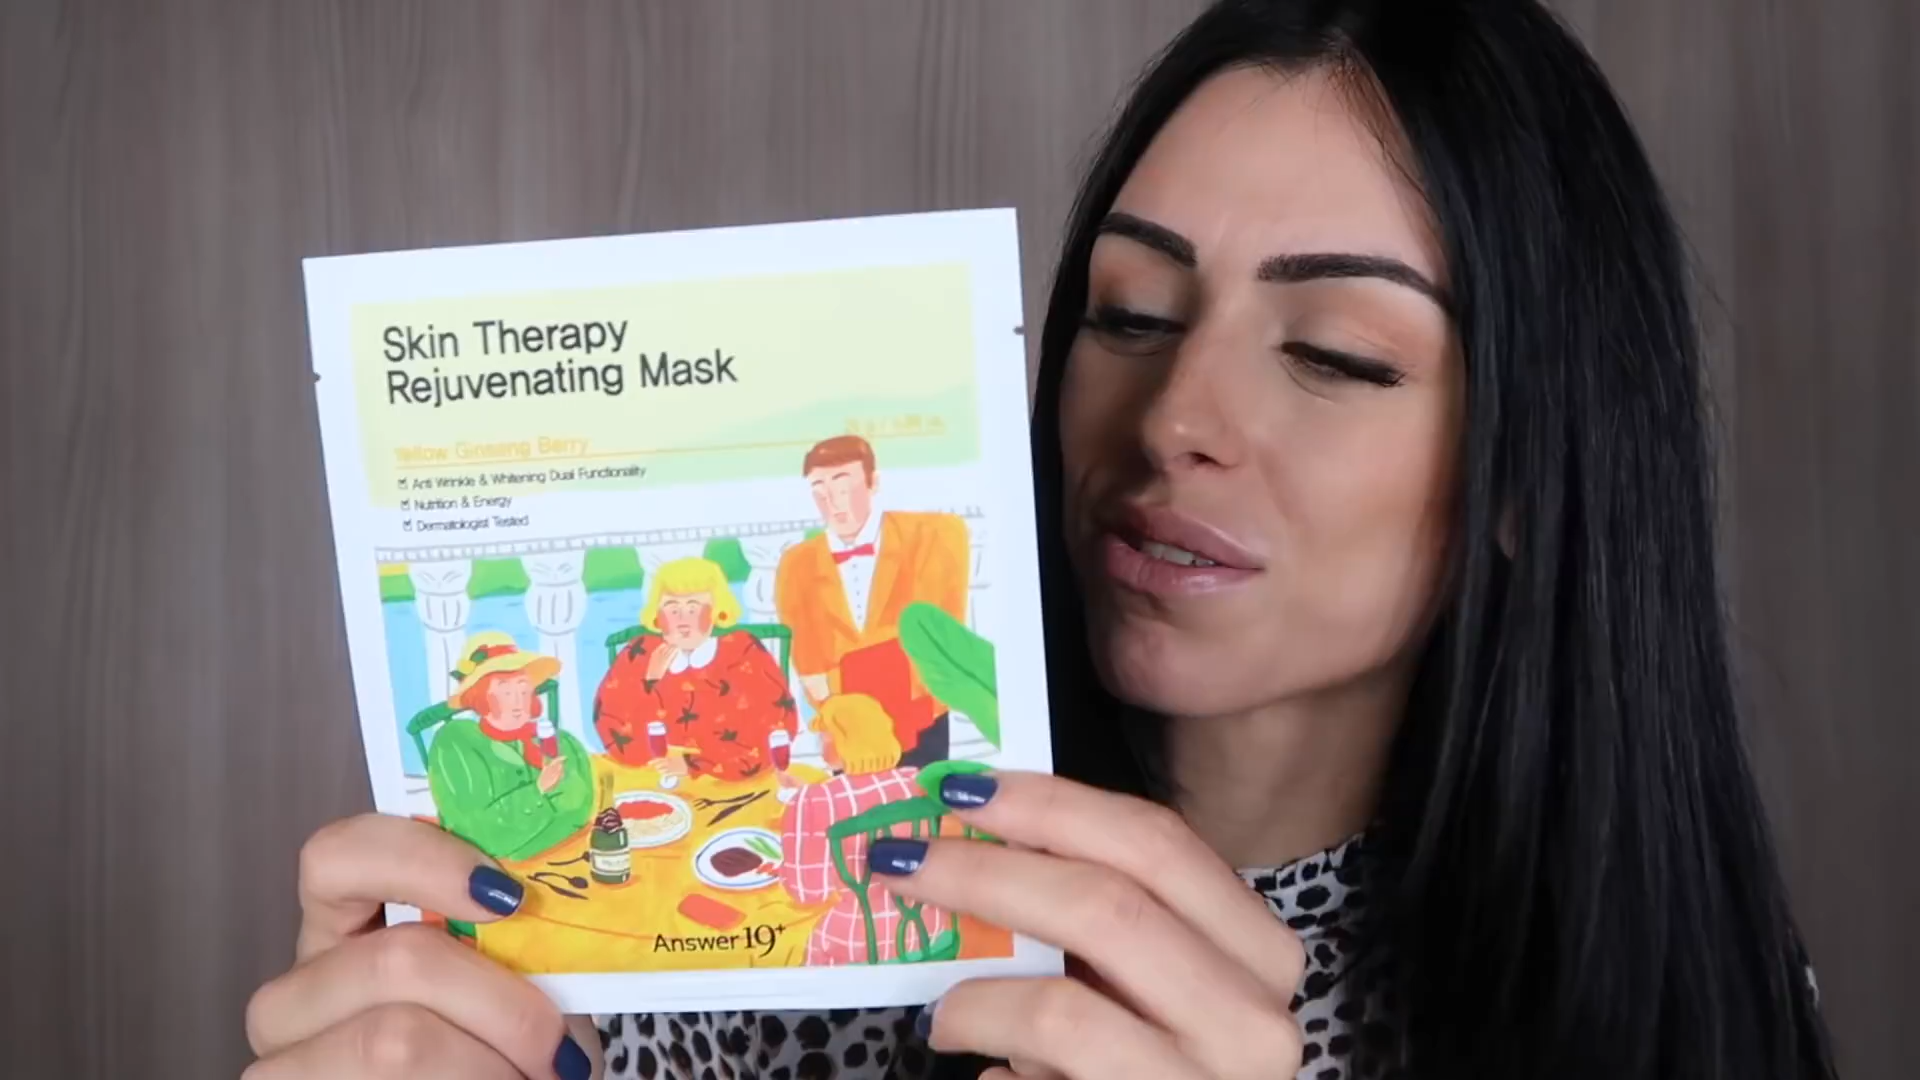 Skin Therapy
Rejuvenating Mask
Yellow Ginseng Berry
Anti Wrinkle & Whitening Dual Functionality
Nutrition & Energy
Dermatologist Tested
Answer 19+